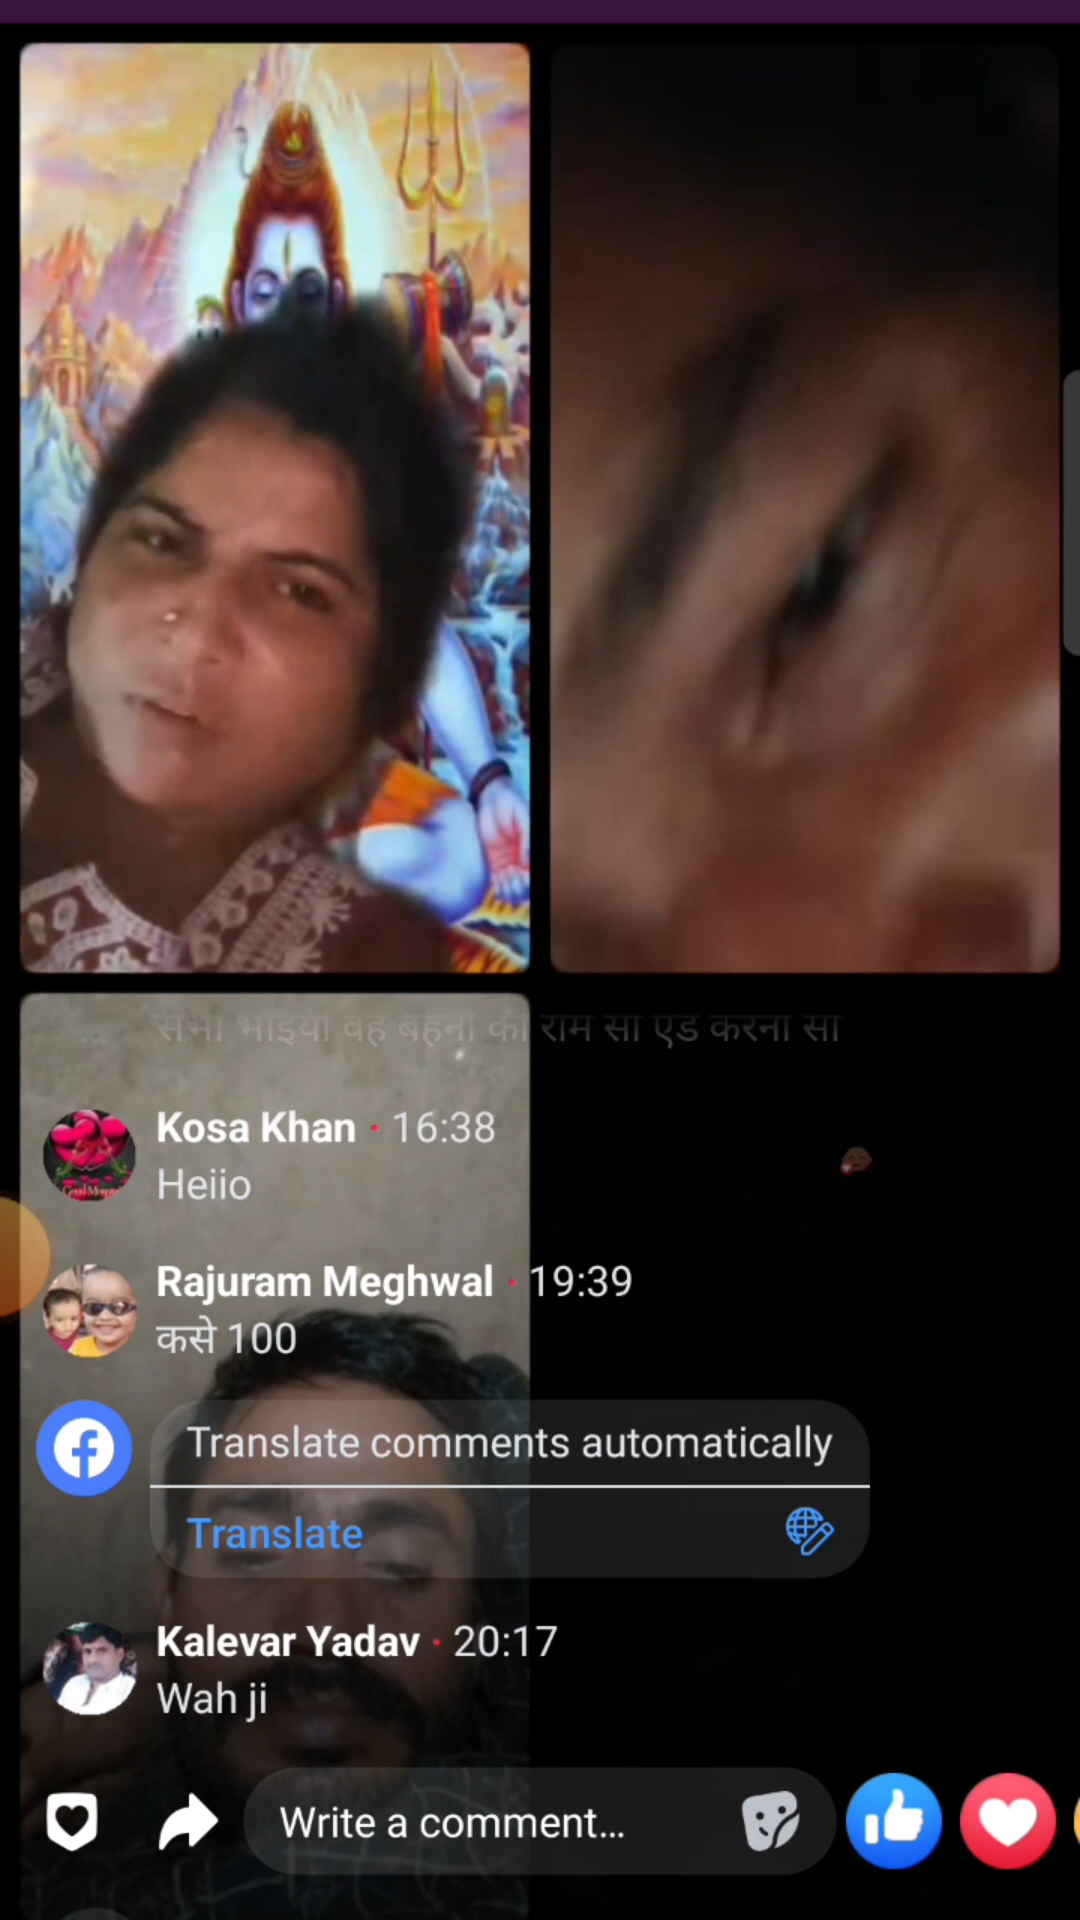 सभी भाइयों वह बहनों को राम सा एड करना सा
Kosa Khan · 16:38
Heiio
Rajuram Meghwal · 19:39
कसे 100
Translate comments automatically
Translate
Kalevar Yadav · 20:17
Wah ji
Write a comment...